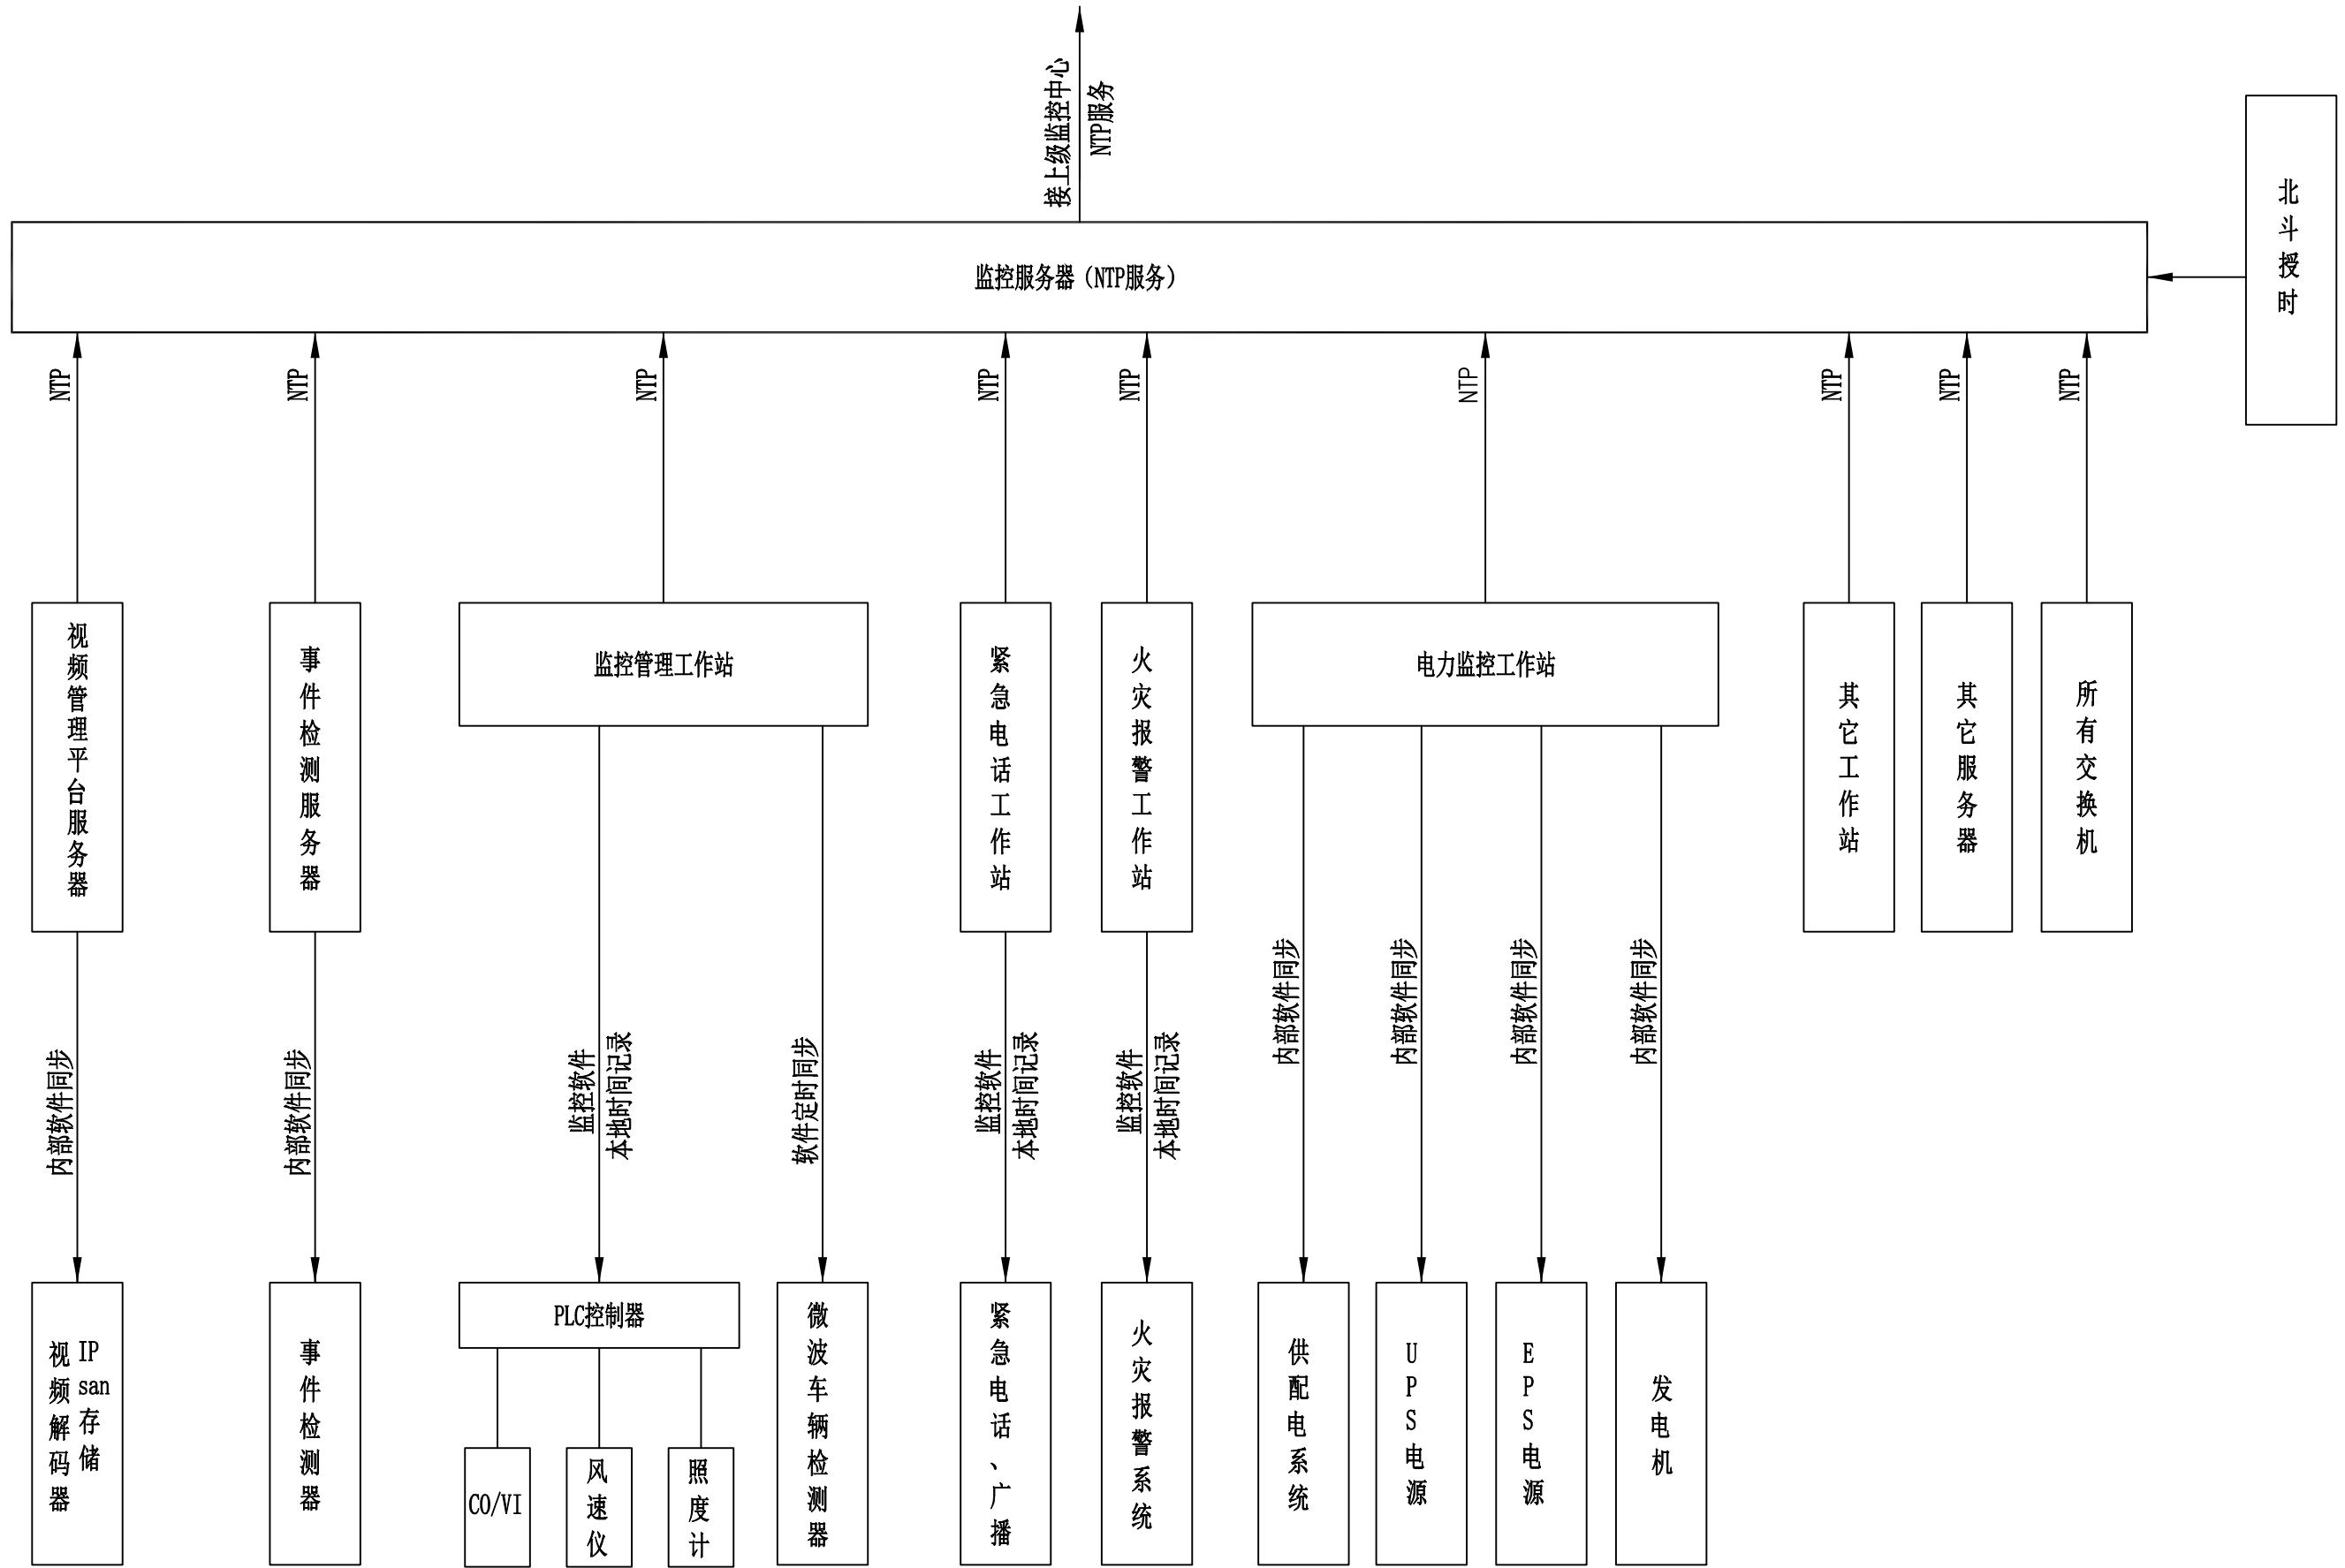 接上级监控中心
NTP服务
北斗授时
监控服务器（NTP服务）
NTP
NTP
NTP
NTP
NTP
NTP
NTP
NTP
NTP
视频管理平台服务器
事件检测服务器
监控管理工作站
紧急电话工作站
火灾报警工作站
电力监控工作站
其它工作站
其它服务器
所有交换机
内部软件同步
内部软件同步
监控软件
本地时间记录
软件定时同步
监控软件
本地时间记录
监控软件
本地时间记录
内部软件同步
内部软件同步
内部软件同步
内部软件同步
视频解码器
IP san存储
事件检测器
PLC控制器
CO/VI
风速仪
照度计
微波车辆检测器
紧急电话、广播
火灾报警系统
供配电系统
UPS电源
EPS电源
发电机